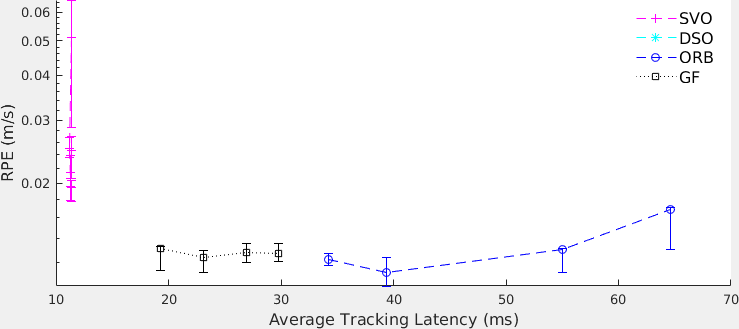 0.06
0.05
0.04
0.03
0.02
RPE (m/s)
SVO
DSO
ORB
GF
10 20 30 40 50 60 70
Average Tracking Latency (ms)